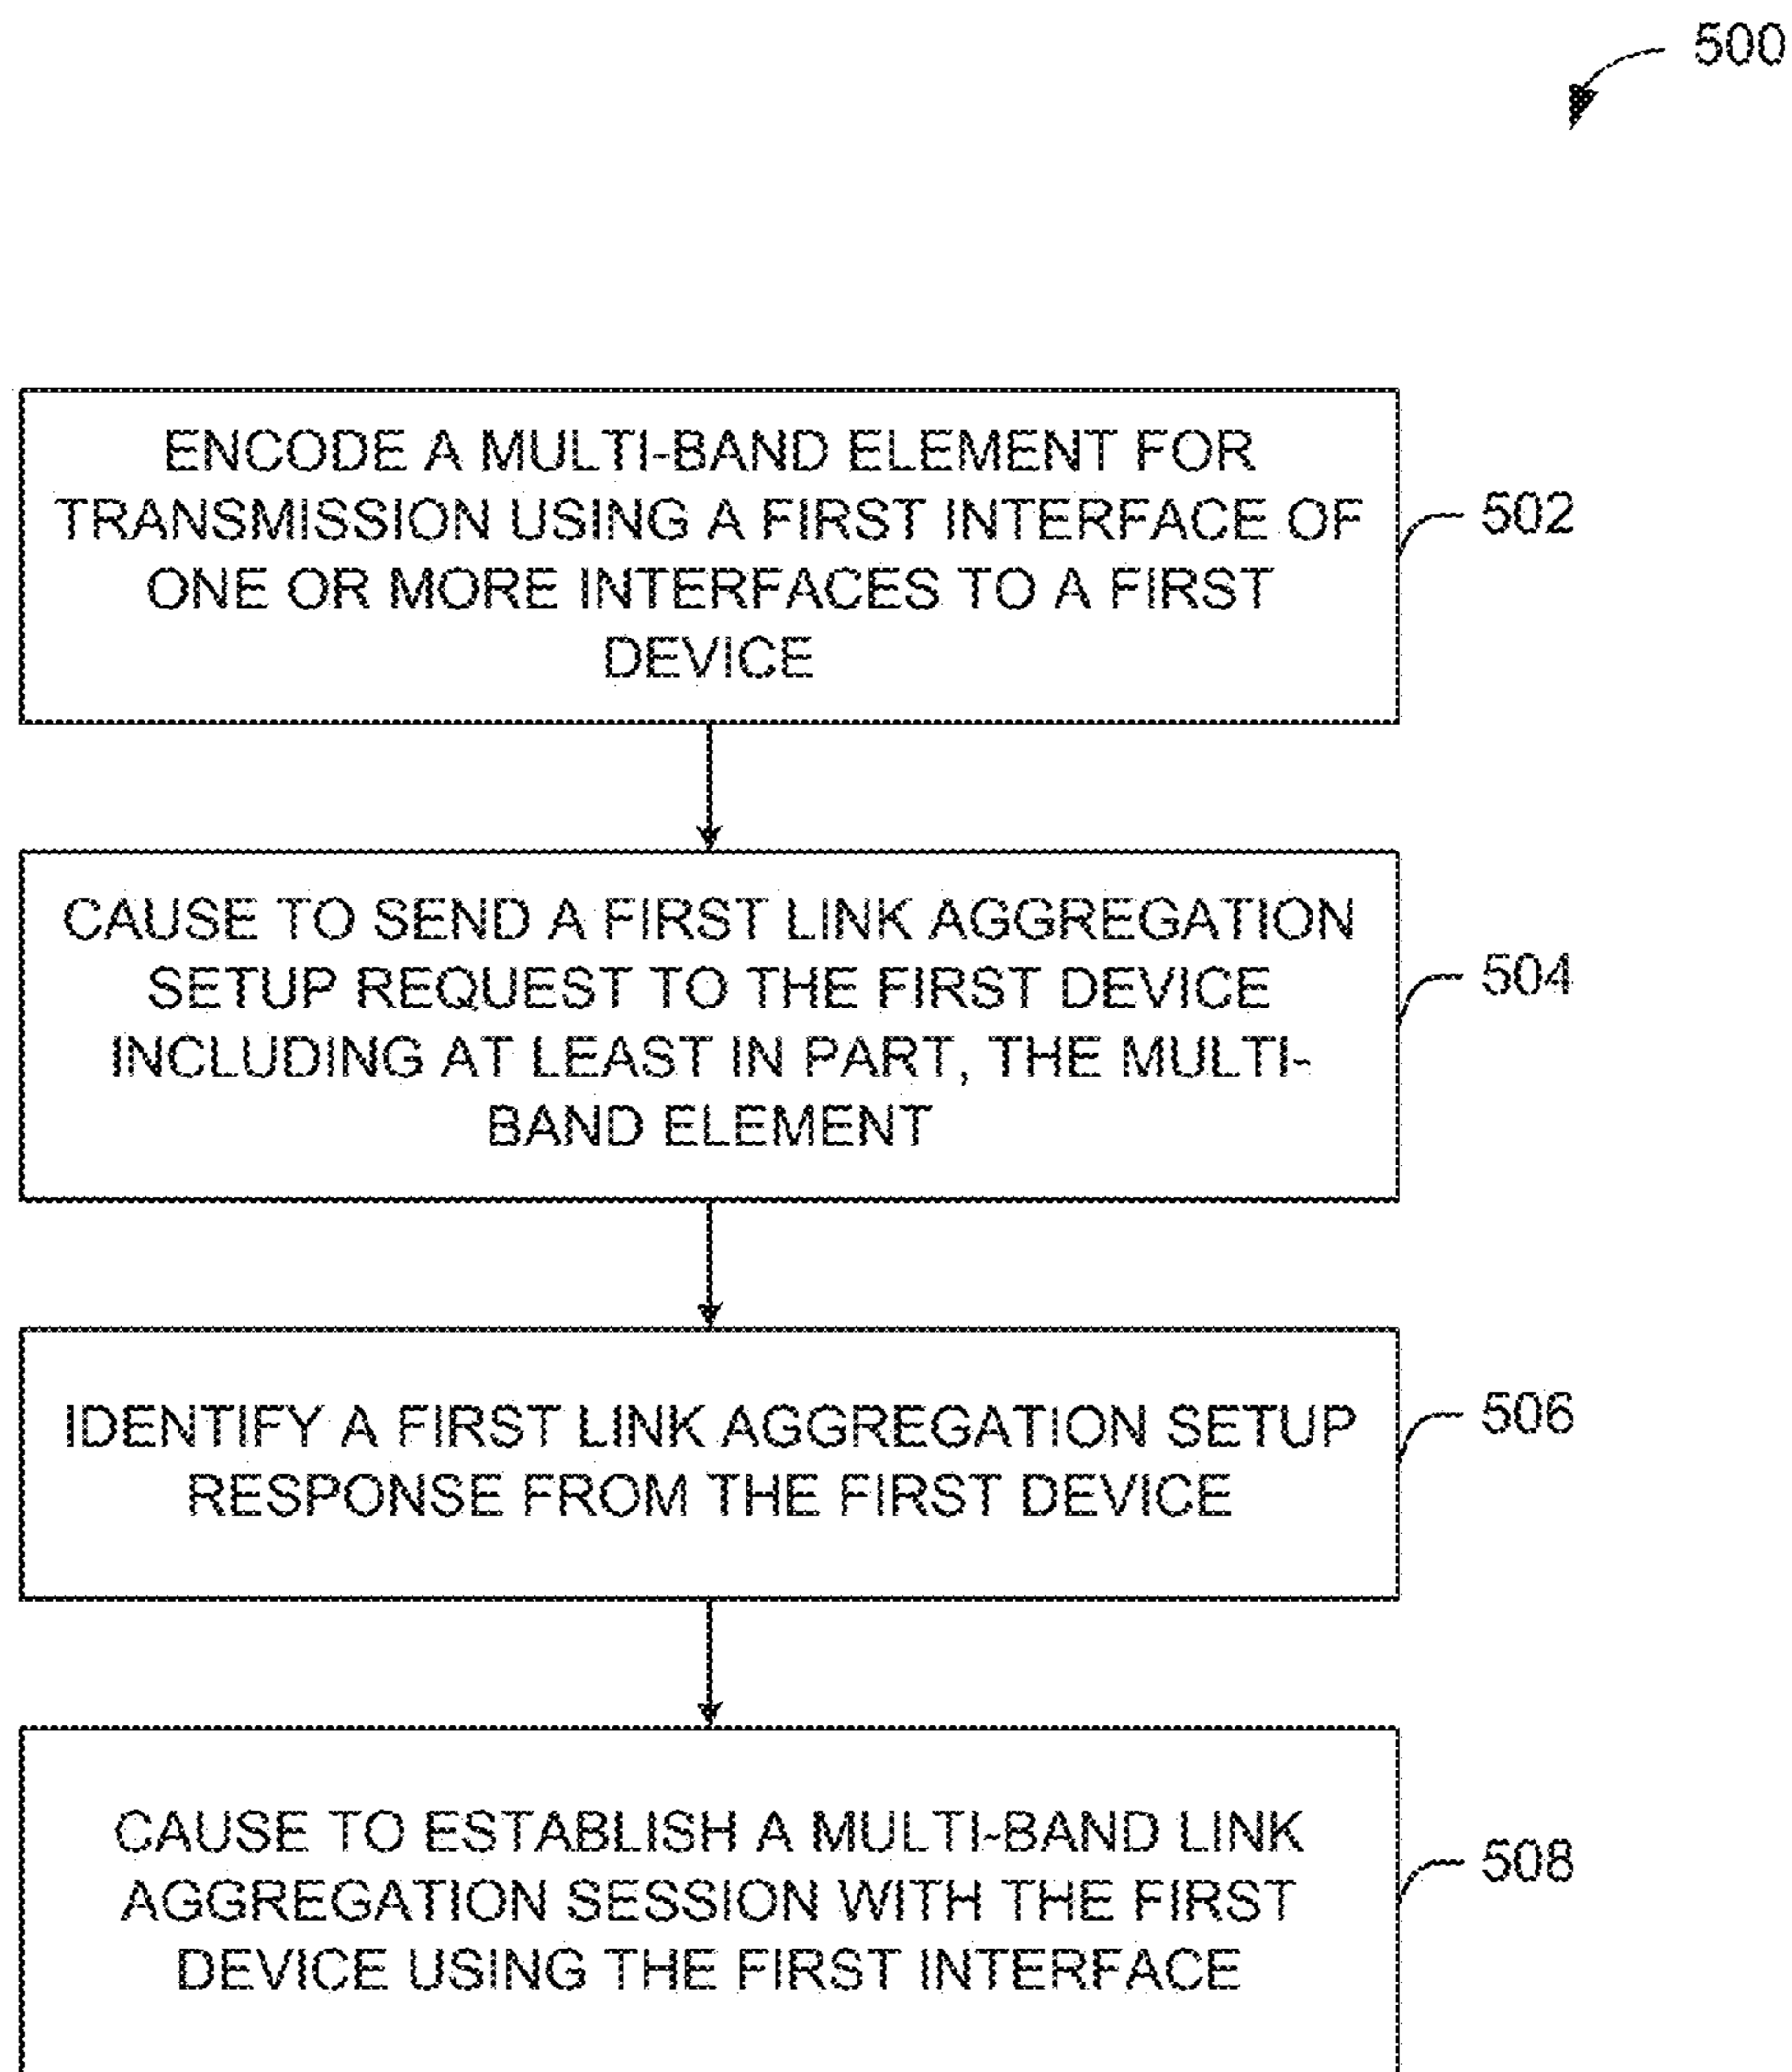 500
ENCODE A MULTI-BAND ELEMENT FOR
TRANSMISSION USING A FIRST INTERFACE OF
ONE OR MORE INTERFACES TO A FIRST
DEVICE
502
CAUSE TO SEND A FIRST LINK AGGREGATION
SETUP REQUEST TO THE FIRST DEVICE
INCLUDING AT LEAST IN PART, THE MULTI-
BAND ELEMENT
504
IDENTIFY A FIRST LINK AGGREGATION SETUP
RESPONSE FROM THE FIRST DEVICE
506
CAUSE TO ESTABLISH A MULTI-BAND LINK
AGGREGATION SESSION WITH THE FIRST
DEVICE USING THE FIRST INTERFACE
508